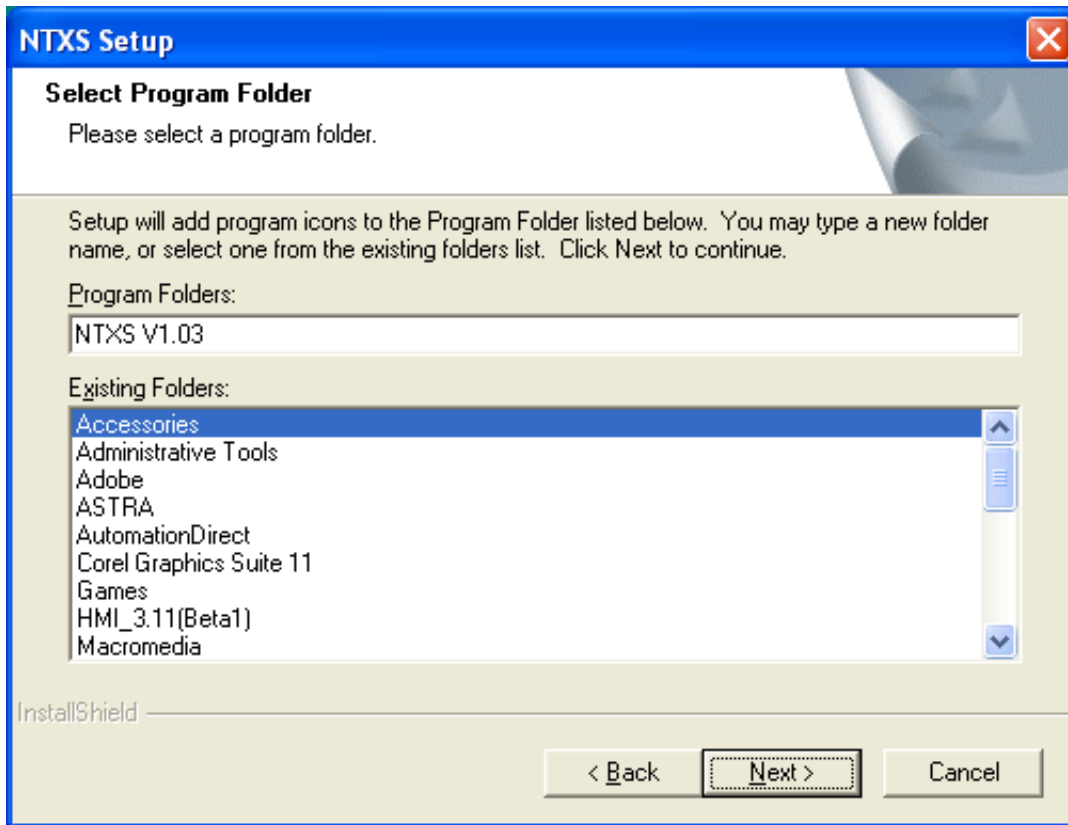 NTXS Setup
Select Program Folder
Please select a program folder.
Setup will add program icons to the Program Folder listed below.  You may type a new folder
name, or select one from the existing folders list.  Click Next to continue.
Program Folders:
NTXS V1.03
Existing Folders:
Accessories
Administrative Tools
Adobe
ASTRA
AutomationDirect
Corel Graphics Suite 11
Games
HMI_3.11(Beta1)
Macromedia
InstallShield
< Back
Next >
Cancel